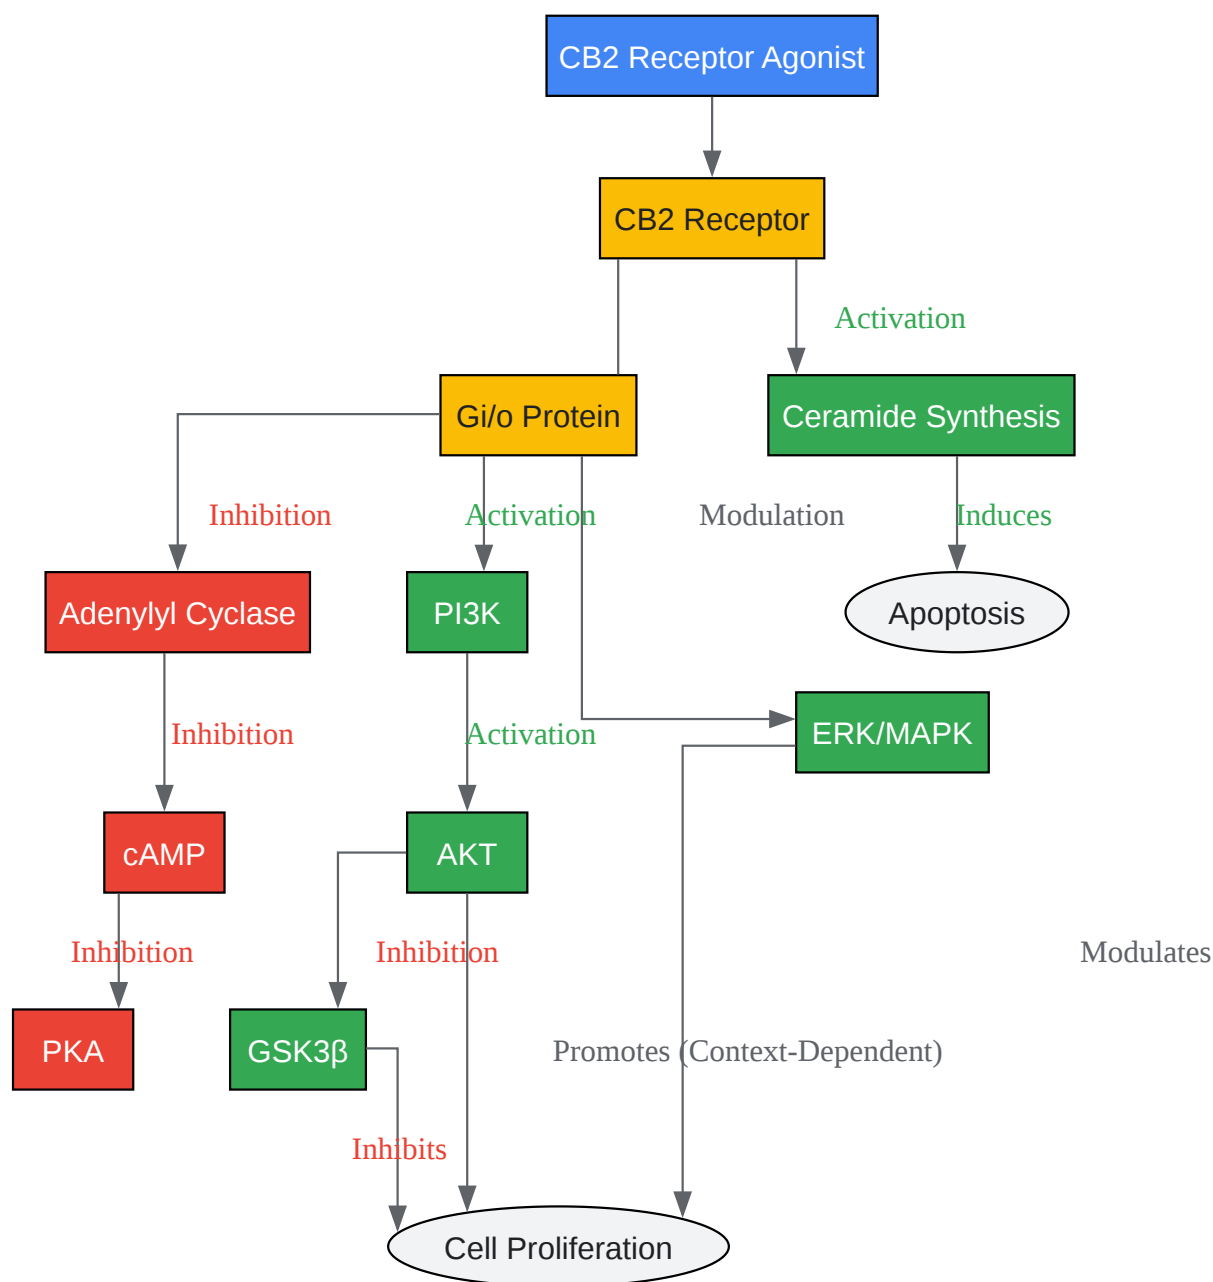 CB2 Receptor Agonist
CB2 Receptor
Activation
Gi/o Protein
Ceramide Synthesis
Inhibition
Activation
Modulation
Induces
Adenylyl Cyclase
PI3K
Apoptosis
Inhibition
Activation
ERK/MAPK
cAMP
AKT
Inhibition
Inhibition
Modulates
PKA
GSK3β
Promotes (Context-Dependent)
Inhibits
Cell Proliferation